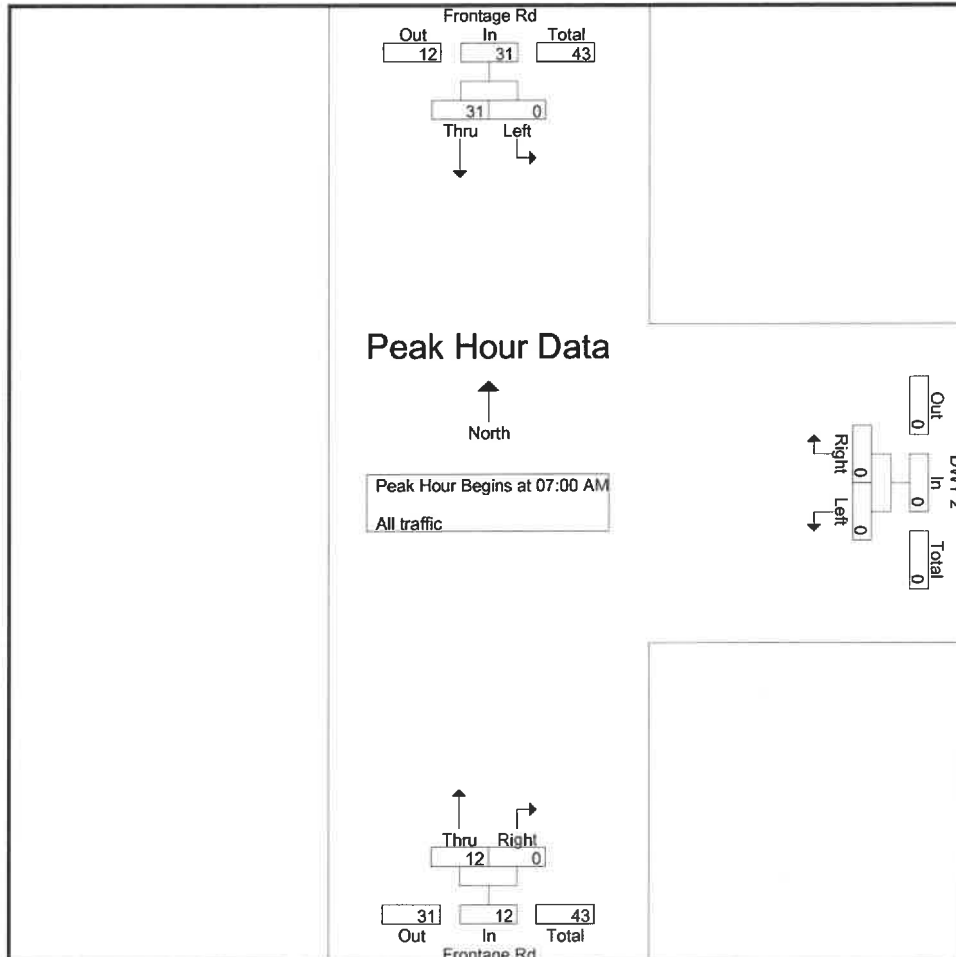 Frontage Rd
Out In Total
12 31 43
31 0
Thru Left
Peak Hour Data
North
Peak Hour Begins at 07:00 AM
All traffic
Out In Total
0 0 0
Right Left
0 0
Thru Right
12 0
31 12 43
Out In Total
Frontage Rd